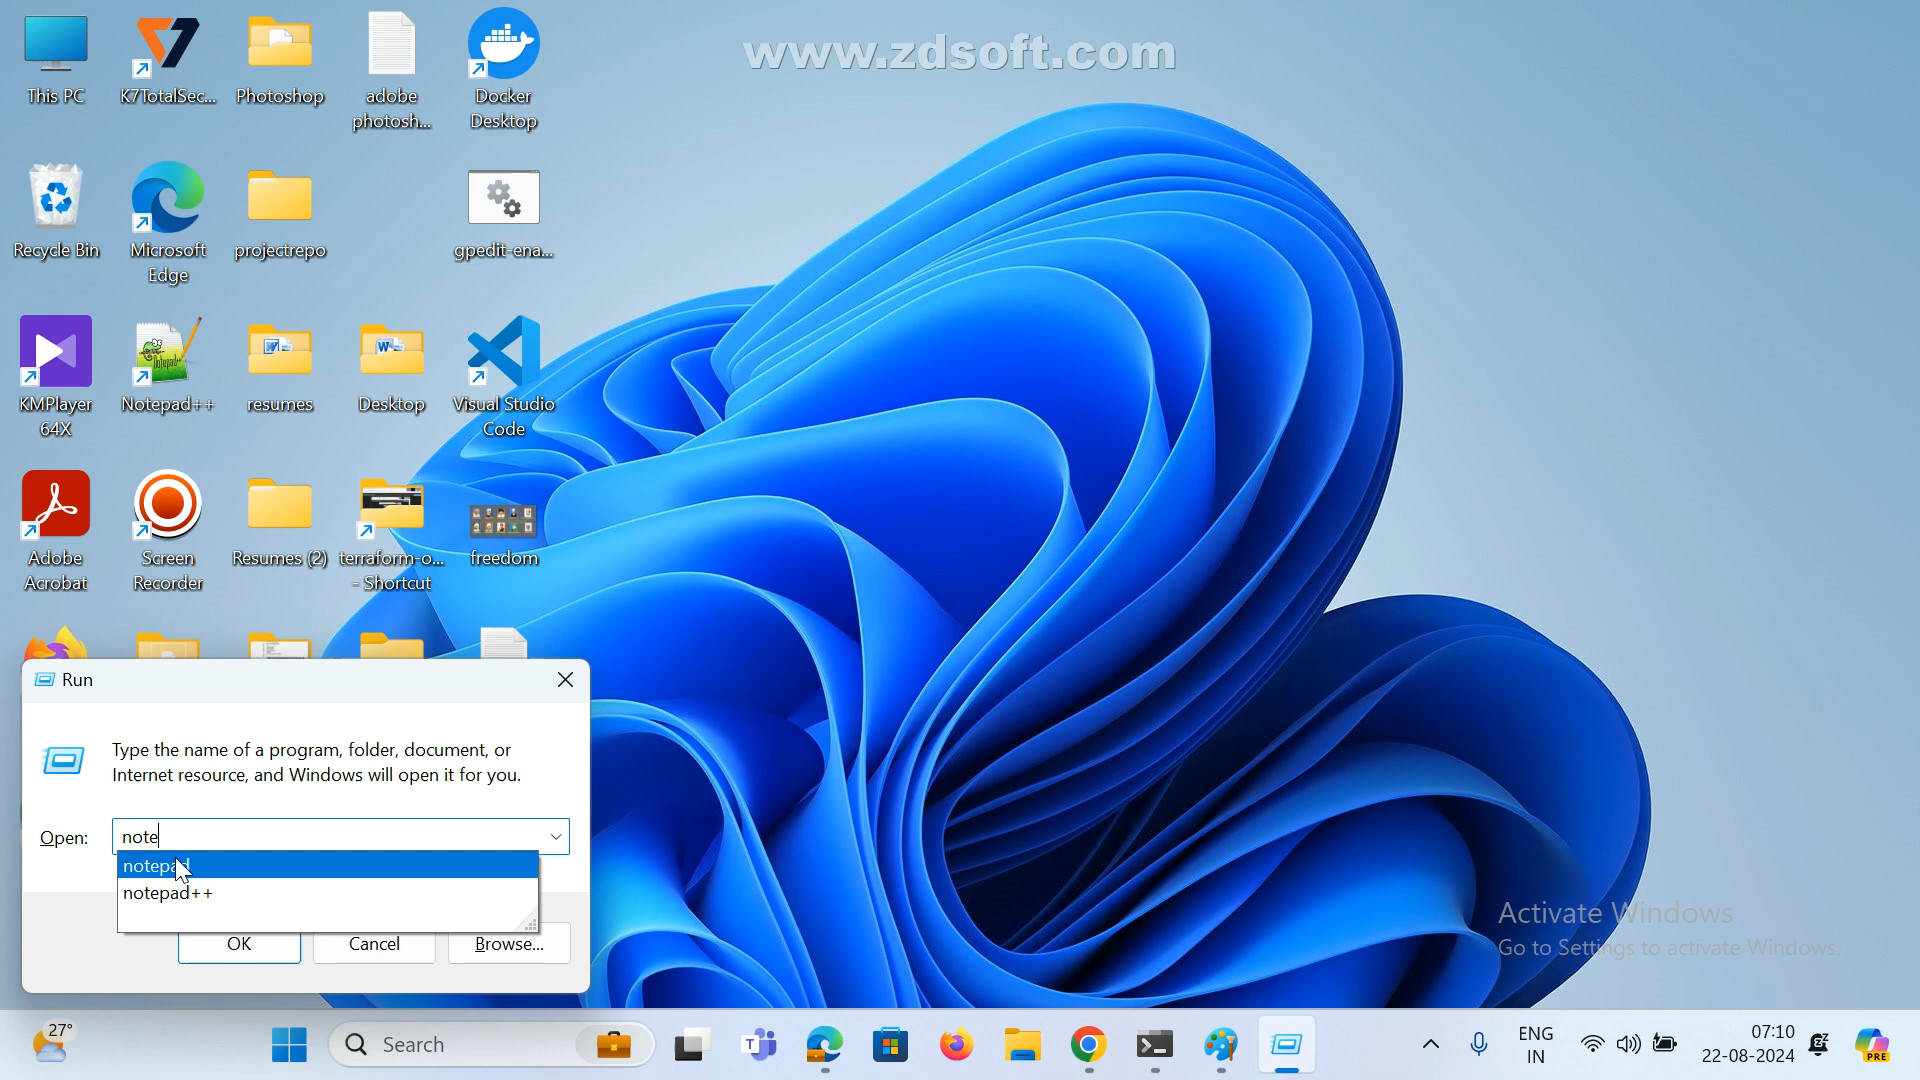 www.zdsoft.com
This PC
K7TotalSec...
Photoshop
adobe
photosh...
Docker
Desktop
Recycle Bin
Microsoft
Edge
projectrepo
gpedit-ena...
KMPlayer
64X
Notepad++
resumes
Desktop
Visual Studio
Code
Adobe
Acrobat
Screen
Recorder
Resumes (2)
terraform-o...
- Shortcut
freedom
Run
Type the name of a program, folder, document, or
Internet resource, and Windows will open it for you.
Open:
note
notepad
notepad++
OK
Cancel
Browse...
Activate Windows
Go to Settings to activate Windows.
27°
Search
ENG
IN
07:10
22-08-2024
PRE